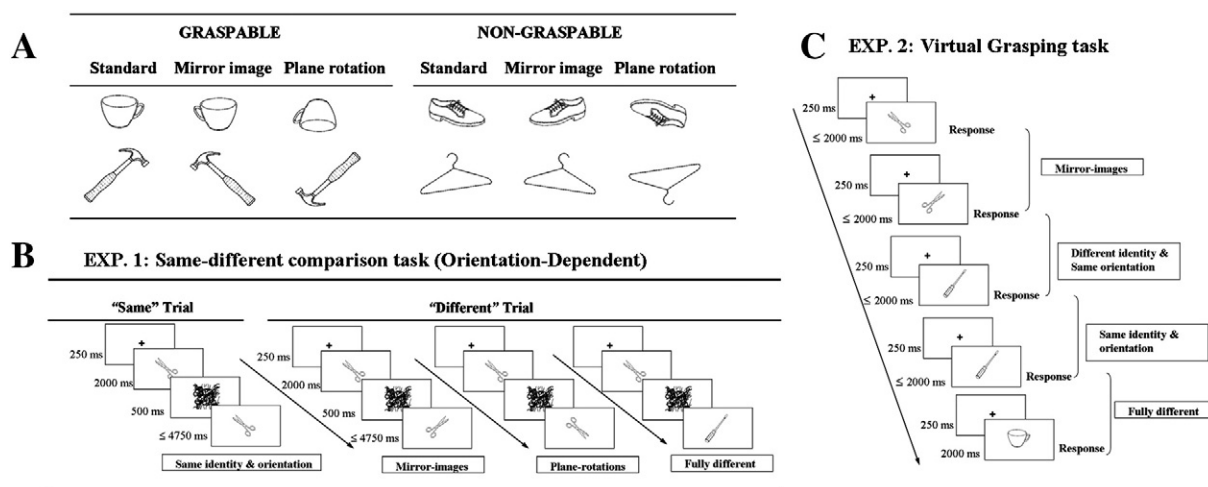 A
GRASPABLE NON-GRASPABLE
Standard Mirror image Plane rotation Standard Mirror image Plane rotation
B EXP. 1: Same-different comparison task (Orientation-Dependent)
“Same” Trial “Different” Trial
250 ms
2000 ms
500 ms
≤ 4750 ms
Same identity & orientation
250 ms
2000 ms
500 ms
≤ 4750 ms
Mirror-images
Plane-rotations
Fully different
C EXP. 2: Virtual Grasping task
250 ms
≤ 2000 ms
Response
Mirror-images
250 ms
≤ 2000 ms
Response
Different identity &
Same orientation
250 ms
≤ 2000 ms
Response
Same identity &
orientation
250 ms
≤ 2000 ms
Response
Fully different
250 ms
2000 ms
Response